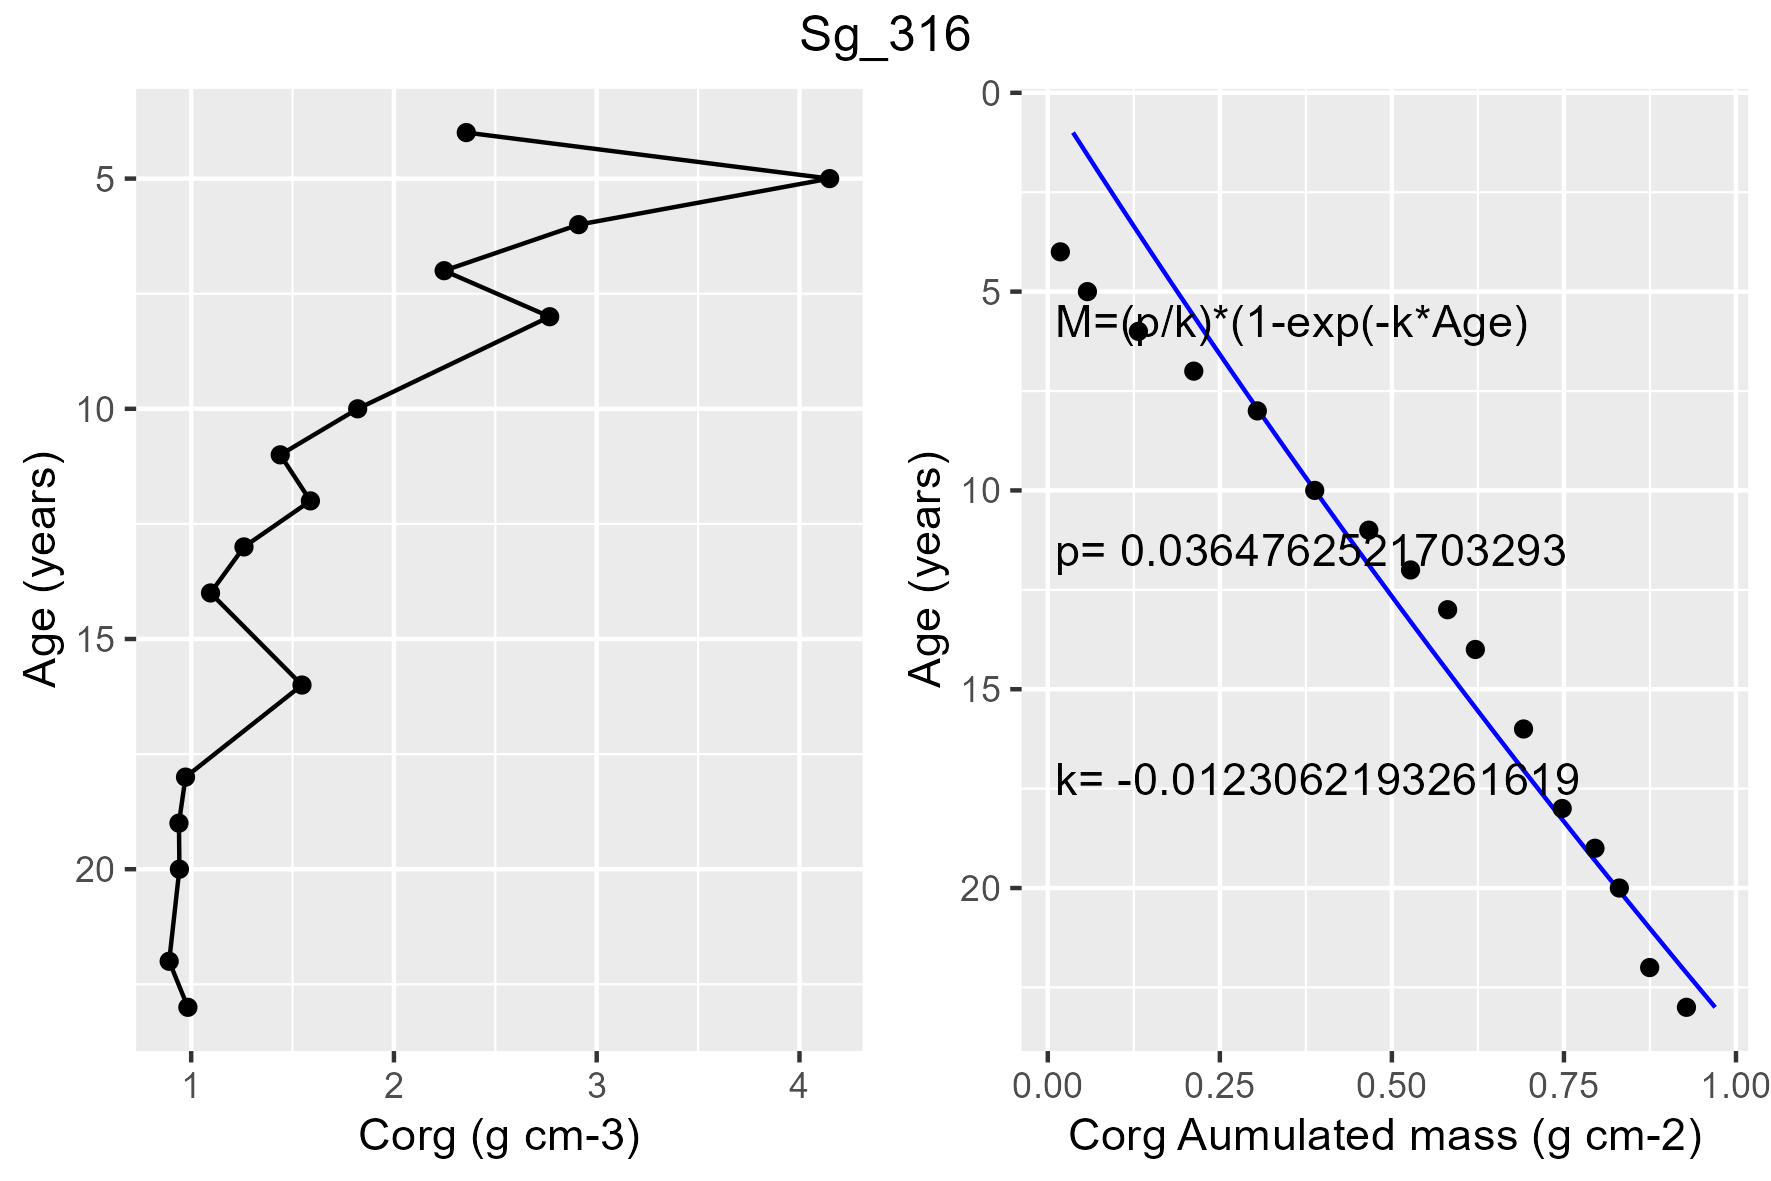 Sg_316
Age (years)
5
10
15
20
1
2
3
4
Corg (g cm-3)
Age (years)
0
5
10
15
20
M=(p/k)*(1-exp(-k*Age)
p= 0.0364762521703293
k= -0.0123062193261619
0.00
0.25
0.50
0.75
1.00
Corg Aumulated mass (g cm-2)